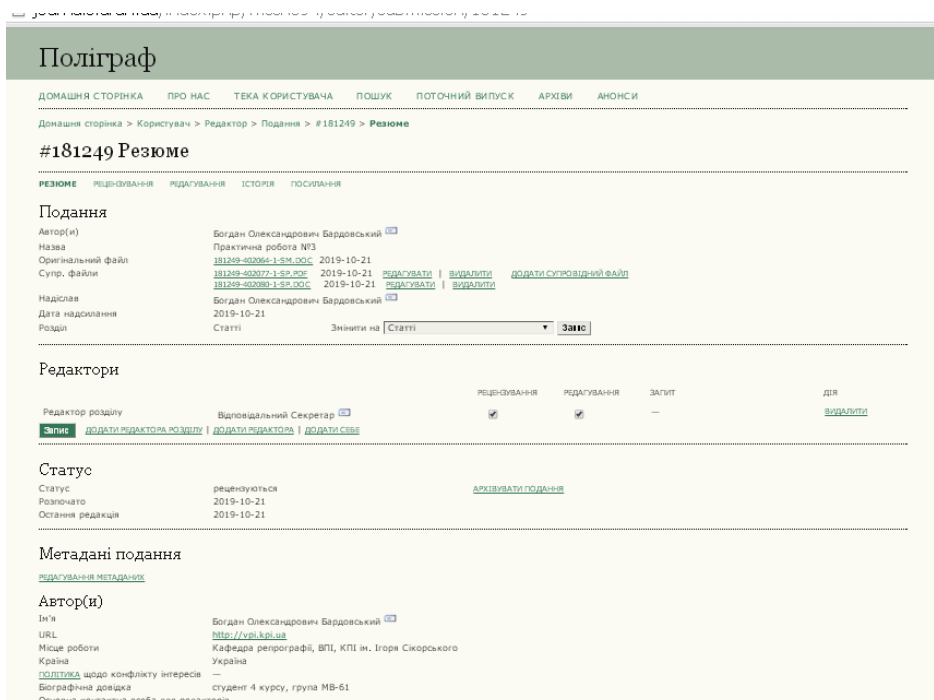 Поліграф
ДОМАШНЯ СТОРІНКА ПРО НАС ТЕКА КОРИСТУВАЧА ПОШУК ПОТОЧНИЙ ВИПУСК АРХІВИ АНОНСИ
Домашня сторінка > Користувач > Редактор > Подання > #181249 > Резюме
#181249 Резюме
РЕЗЮМЕ РЕЦЕНЗУВАННЯ РЕДАГУВАННЯ ІСТОРІЯ ПОСИЛАННЯ
Подання
Автор(и) Богдан Олександрович Бардовський
Назва Практична робота №3
Оригінальний файл 181249-402064-1-SM.DOC 2019-10-21
Супр. файли 181249-402077-1-SP.PDF 2019-10-21 РЕДАГУВАТИ | ВИДАЛИТИ ДОДАТИ СУПРОВІДНИЙ ФАЙЛ
181249-402080-1-SP.DOC 2019-10-21 РЕДАГУВАТИ | ВИДАЛИТИ
Надіслав Богдан Олександрович Бардовський
Дата надсилання 2019-10-21
Розділ Статті Змінити на Статті Запис
Редактори
РЕЦЕНЗУВАННЯ РЕДАГУВАННЯ ЗАПИТ ДІЯ
Редактор розділу Відповідальний Секретар — ВИДАЛИТИ
Запис ДОДАТИ РЕДАКТОРА РОЗДІЛУ | ДОДАТИ РЕДАКТОРА | ДОДАТИ СЕБЕ
Статус
Статус рецензуються АРХІВУВАТИ ПОДАННЯ
Розпочато 2019-10-21
Остання редакція 2019-10-21
Метадані подання
РЕДАГУВАННЯ МЕТАДАНИХ
Автор(и)
Ім'я Богдан Олександрович Бардовський
URL http://vpi.kpi.ua
Місце роботи Кафедра репрографії, ВПІ, КПІ ім. Ігоря Сікорського
Країна Україна
ПОЛІТИКА щодо конфлікту інтересів —
Біографічна довідка студент 4 курсу, група МВ-61